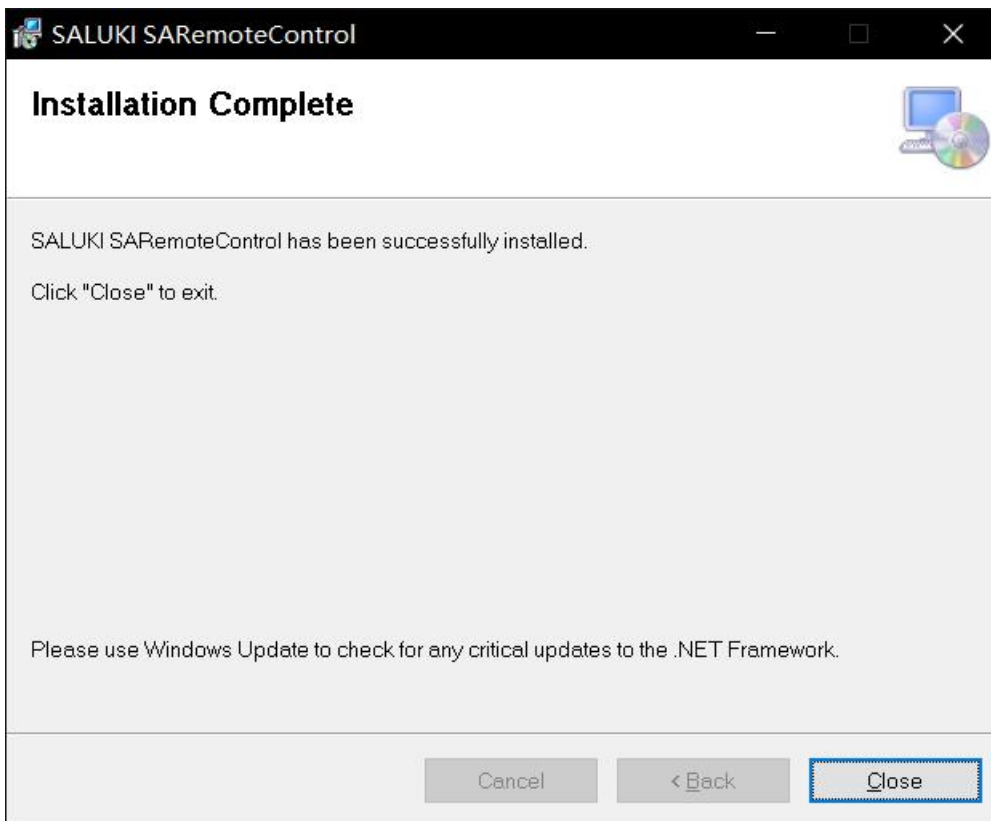 SALUKI SARemoteControl
Installation Complete
SALUKI SARemoteControl has been successfully installed.
Click "Close" to exit.
Please use Windows Update to check for any critical updates to the .NET Framework.
Cancel
< Back
Close